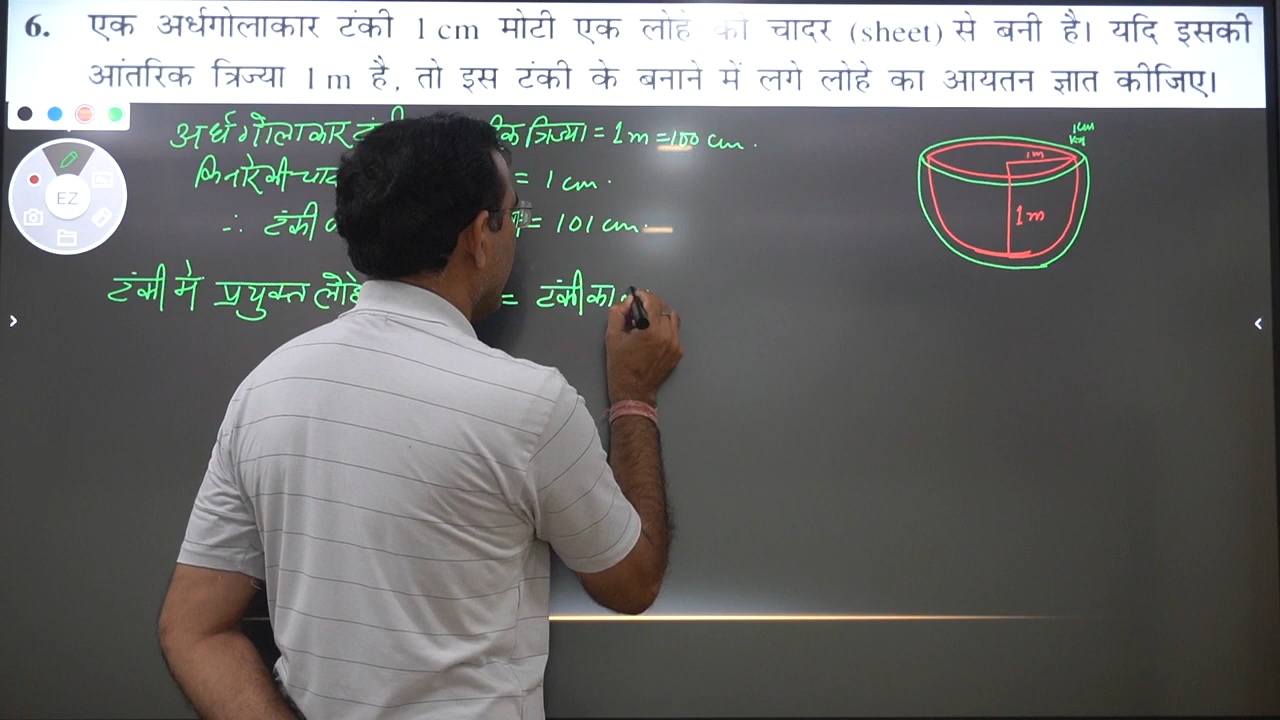 6. एक अर्धगोलाकार टंकी 1 cm मोटी एक लोहे की चादर (sheet) से बनी है। यदि इसकी
आंतरिक त्रिज्या 1 m है, तो इस टंकी के बनाने में लगे लोहे का आयतन ज्ञात कीजिए।
अर्धगोलाकार त्रिज्या = 1m = 100 cm.
= 1 cm.
∴ टंकी = 101 cm.
टंकी में प्रयुक्त लोहे = टंकी का
1cm
1m
1m
EZ